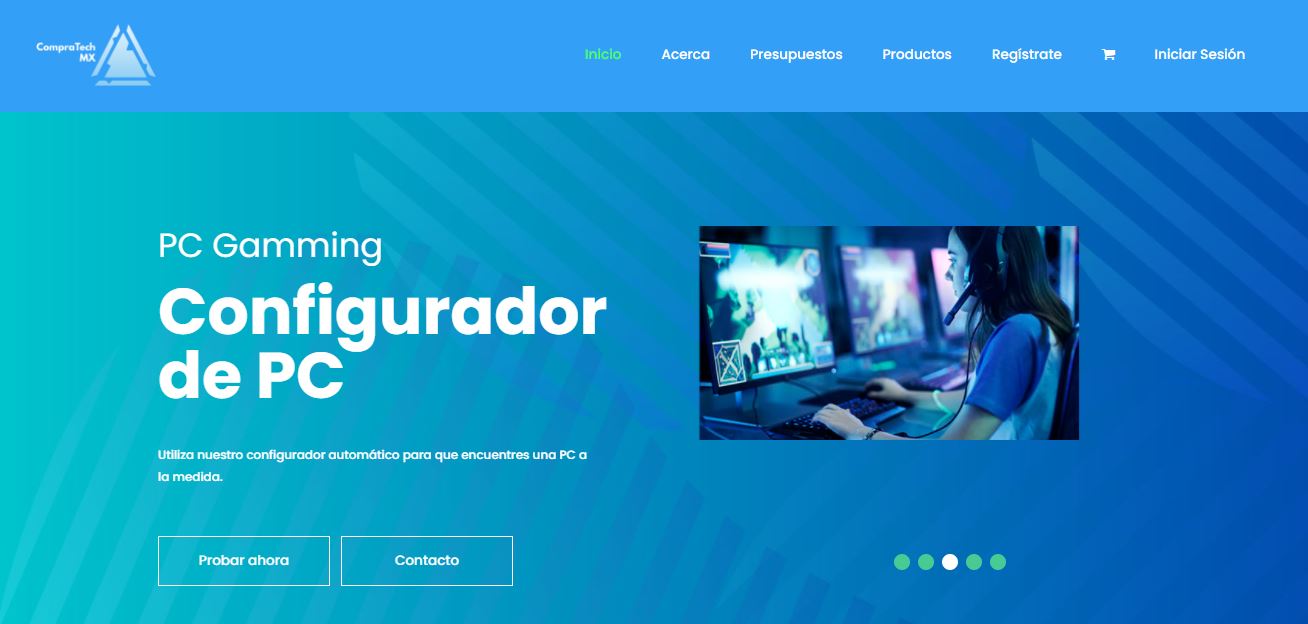 CompraTech
MX
Inicio Acerca Presupuestos Productos Regístrate Iniciar Sesión
PC Gamming
Configurador
de PC
Utiliza nuestro configurador automático para que encuentres una PC a
la medida.
Probar ahora Contacto